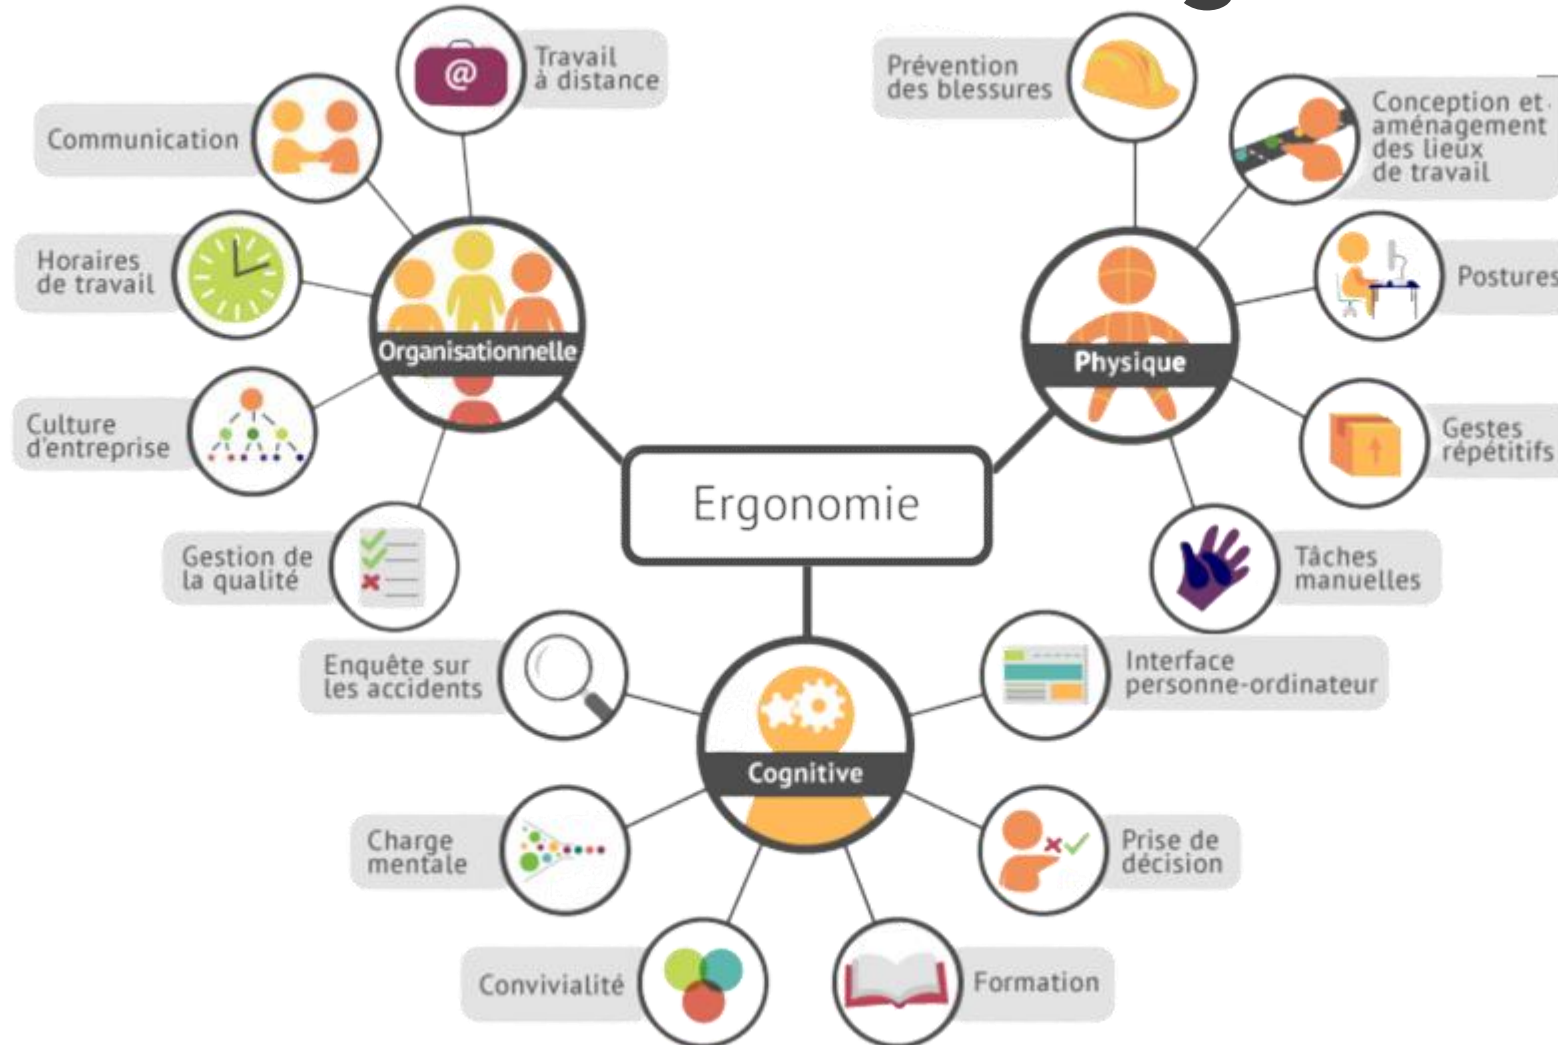 Travail
à distance
Communication
Horaires
de travail
Culture
d'entreprise
Gestion de
la qualité
Organisationnelle
Prévention
des blessures
Conception et
aménagement
des lieux
de travail
Postures
Gestes
répétitifs
Tâches
manuelles
Physique
Ergonomie
Enquête sur
les accidents
Charge
mentale
Convivialité
Formation
Prise de
décision
Interface
personne-ordinateur
Cognitive
@